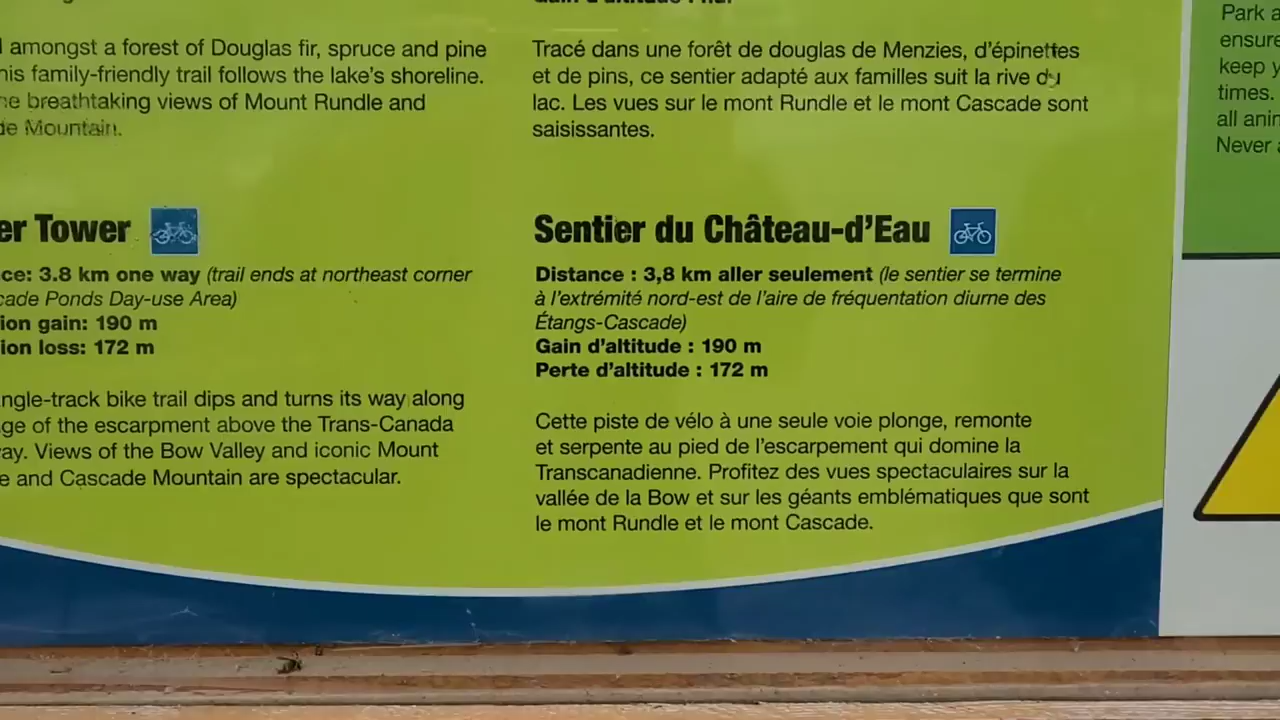 amongst a forest of Douglas fir, spruce and pine
his family-friendly trail follows the lake's shoreline.
breathtaking views of Mount Rundle and
Mountain.
er Tower
ce: 3.8 km one way (trail ends at northeast corner
cade Ponds Day-use Area)
ion gain: 190 m
ion loss: 172 m
ngle-track bike trail dips and turns its way along
ge of the escarpment above the Trans-Canada
ay. Views of the Bow Valley and iconic Mount
e and Cascade Mountain are spectacular.
Tracé dans une forêt de douglas de Menzies, d'épinettes
et de pins, ce sentier adapté aux familles suit la rive du
lac. Les vues sur le mont Rundle et le mont Cascade sont
saisissantes.
Sentier du Château-d'Eau
Distance : 3,8 km aller seulement (le sentier se termine
à l'extrémité nord-est de l'aire de fréquentation diurne des
Étangs-Cascade)
Gain d'altitude : 190 m
Perte d'altitude : 172 m
Cette piste de vélo à une seule voie plonge, remonte
et serpente au pied de l'escarpement qui domine la
Transcanadienne. Profitez des vues spectaculaires sur la
vallée de la Bow et sur les géants emblématiques que sont
le mont Rundle et le mont Cascade.
Park a
ensure
keep y
times.
all anir
Never a